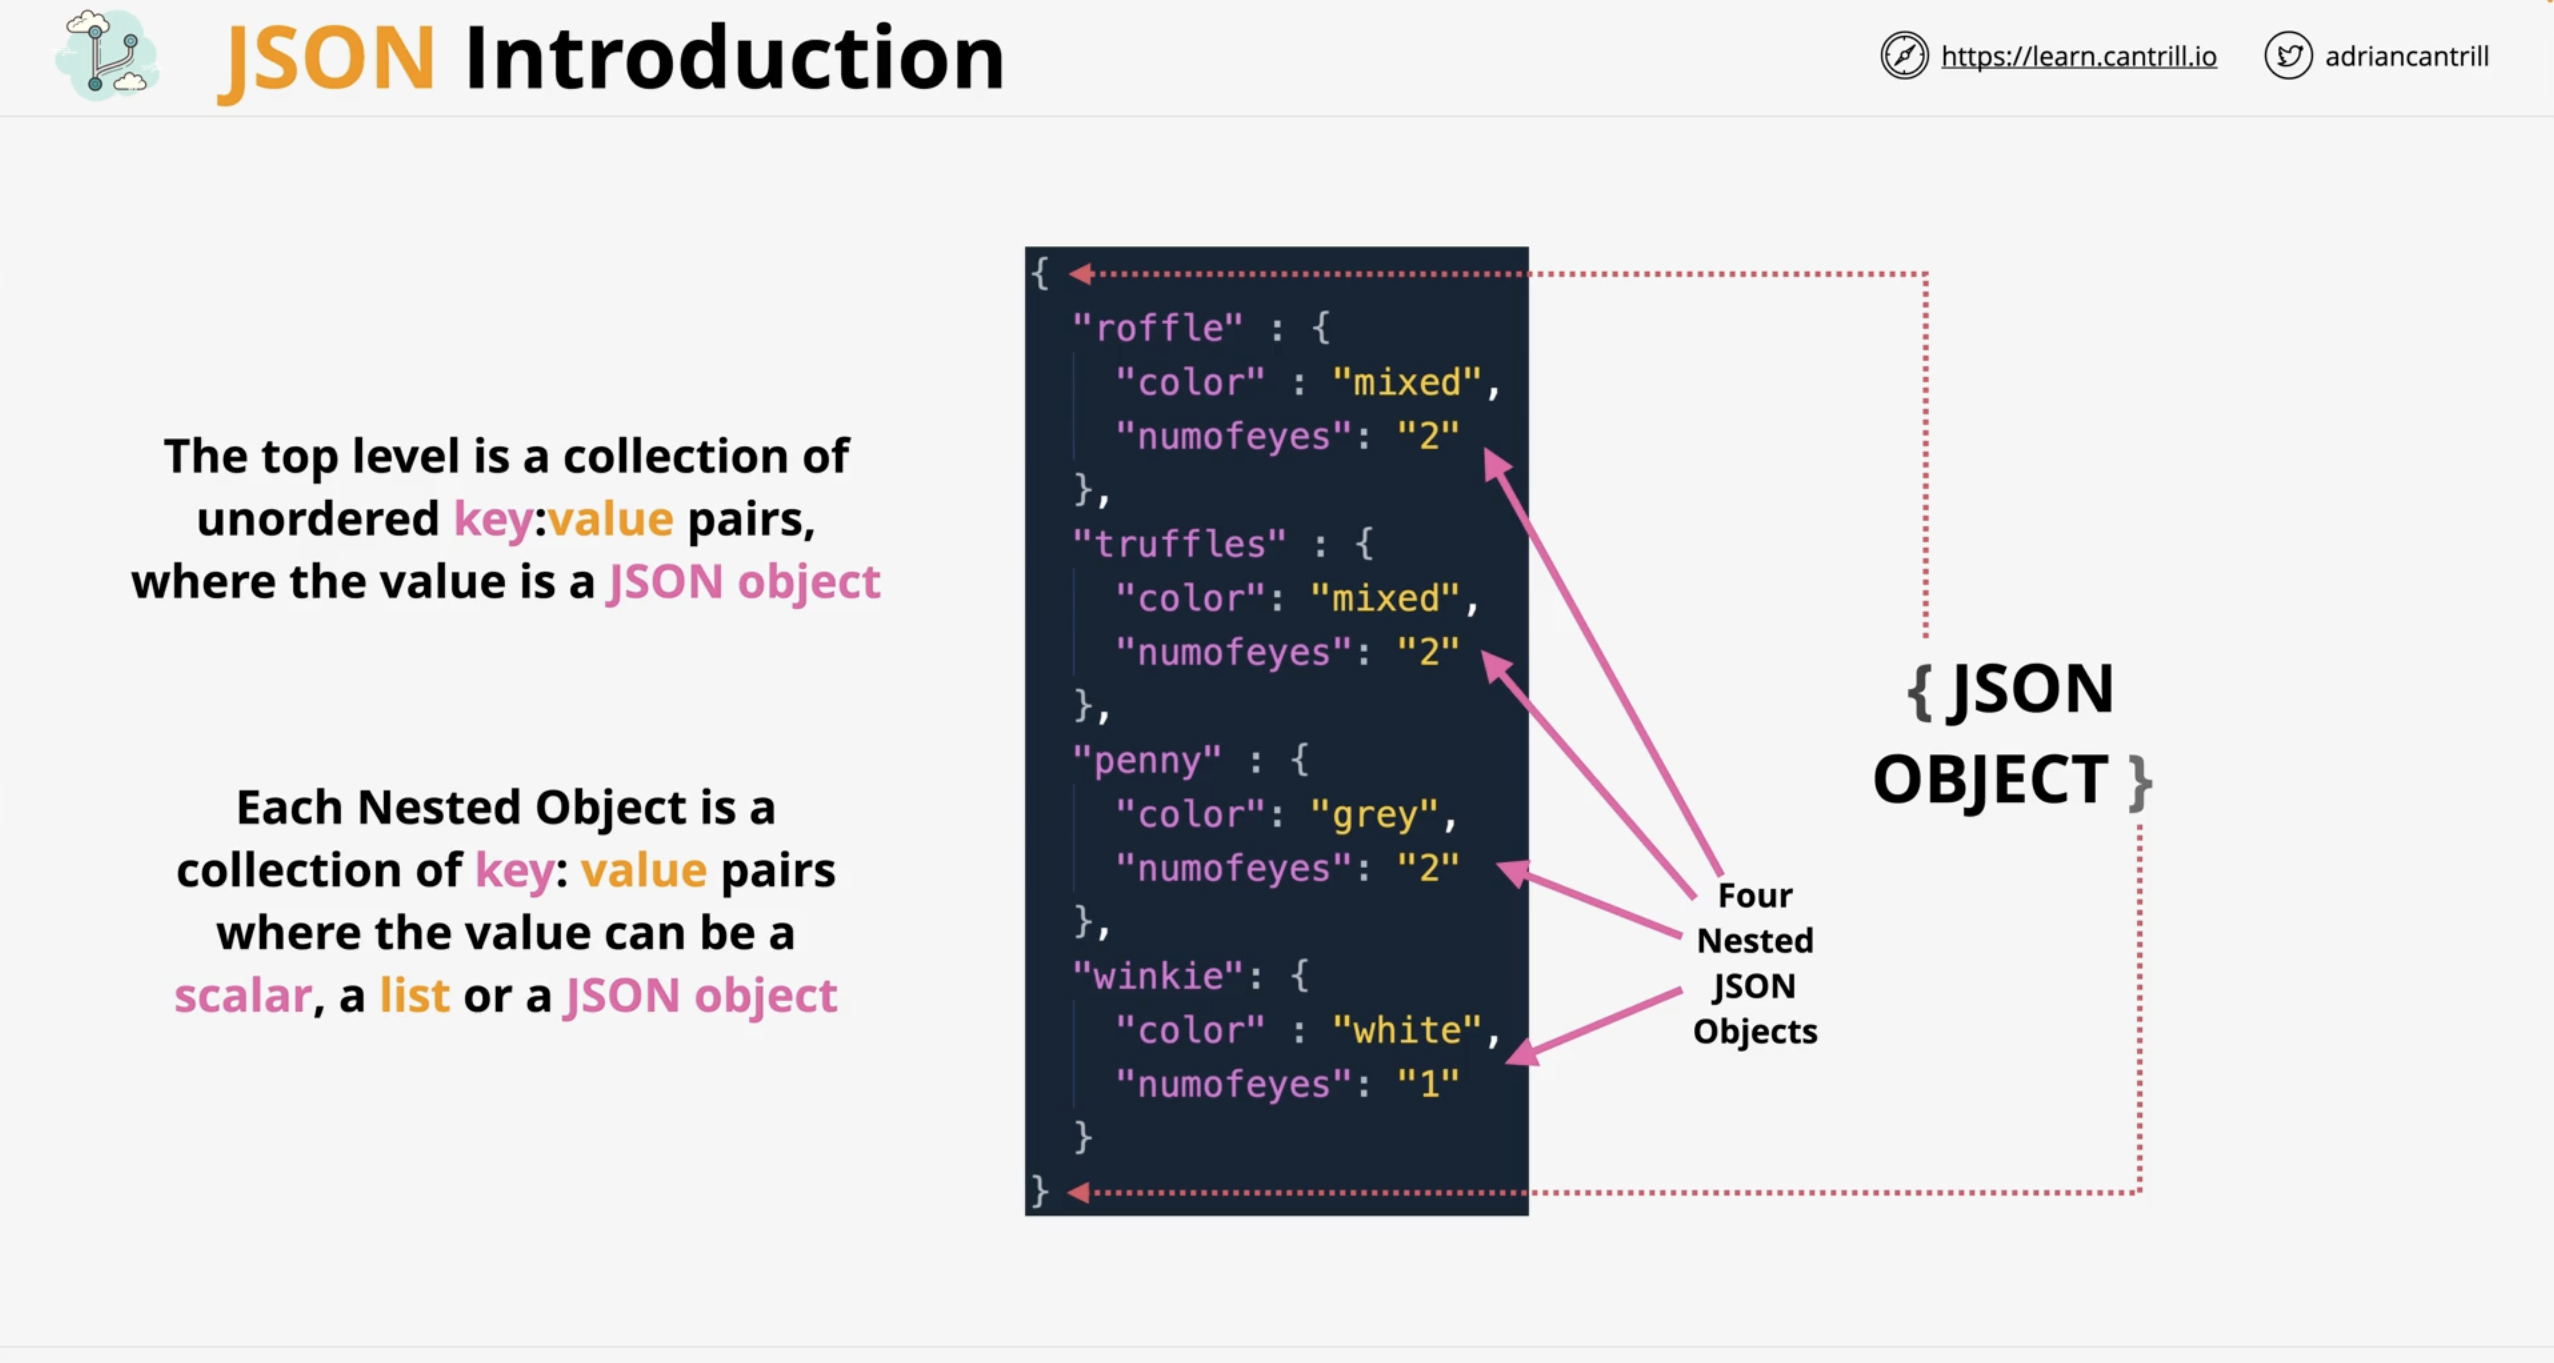 JSON Introduction
https://learn.cantrill.io
adriancantrill
The top level is a collection of
unordered key:value pairs,
where the value is a JSON object
Each Nested Object is a
collection of key: value pairs
where the value can be a
scalar, a list or a JSON object
{
"roffle" : {
"color" : "mixed",
"numofeyes": "2"
},
"truffles" : {
"color": "mixed",
"numofeyes": "2"
},
"penny" : {
"color": "grey",
"numofeyes": "2"
},
"winkie": {
"color" : "white",
"numofeyes": "1"
}
}
Four
Nested
JSON
Objects
{ JSON
OBJECT }